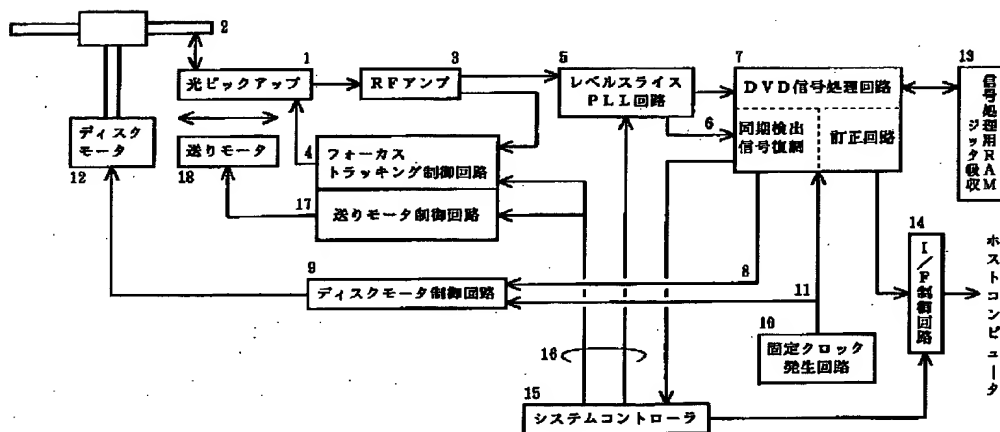 2
光ピックアップ
1
RFアンプ
3
レベルスライス
PLL回路
5
6
DVD信号処理回路
7
同期検出
信号復調
訂正回路
信号処理用RAM
ジッタ吸収
13
ディスク
モータ
12
送りモータ
18
フォーカス
トラッキング制御回路
4
送りモータ制御回路
17
ディスクモータ制御回路
9
8
11
固定クロック
発生回路
10
I/F制御回路
14
ホストコンピュータ
16
システムコントローラ
15